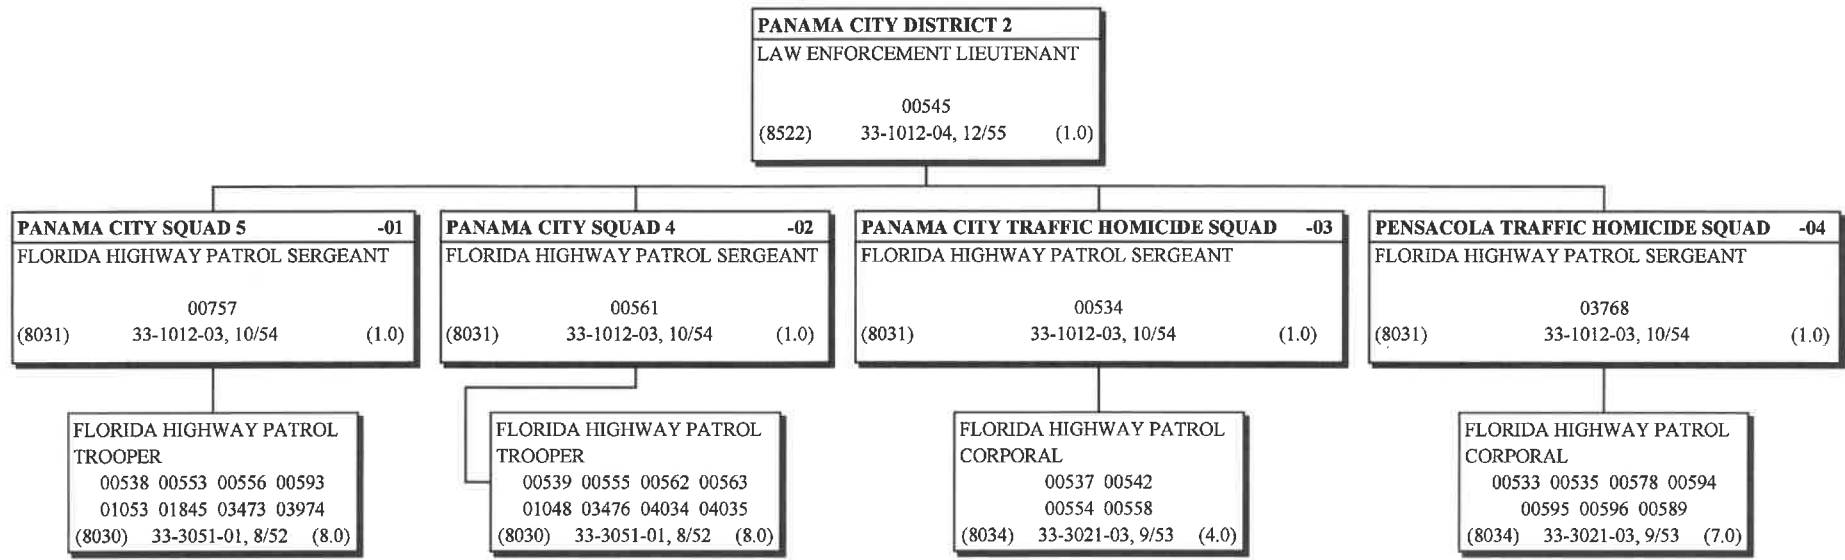 PANAMA CITY DISTRICT 2
LAW ENFORCEMENT LIEUTENANT
00545
(8522) 33-1012-04, 12/55 (1.0)
PANAMA CITY SQUAD 5 -01
FLORIDA HIGHWAY PATROL SERGEANT
00757
(8031) 33-1012-03, 10/54 (1.0)
FLORIDA HIGHWAY PATROL
TROOPER
00538 00553 00556 00593
01053 01845 03473 03974
(8030) 33-3051-01, 8/52 (8.0)
PANAMA CITY SQUAD 4 -02
FLORIDA HIGHWAY PATROL SERGEANT
00561
(8031) 33-1012-03, 10/54 (1.0)
FLORIDA HIGHWAY PATROL
TROOPER
00539 00555 00562 00563
01048 03476 04034 04035
(8030) 33-3051-01, 8/52 (8.0)
PANAMA CITY TRAFFIC HOMICIDE SQUAD -03
FLORIDA HIGHWAY PATROL SERGEANT
00534
(8031) 33-1012-03, 10/54 (1.0)
FLORIDA HIGHWAY PATROL
CORPORAL
00537 00542
00554 00558
(8034) 33-3021-03, 9/53 (4.0)
PENSACOLA TRAFFIC HOMICIDE SQUAD -04
FLORIDA HIGHWAY PATROL SERGEANT
03768
(8031) 33-1012-03, 10/54 (1.0)
FLORIDA HIGHWAY PATROL
CORPORAL
00533 00535 00578 00594
00595 00596 00589
(8034) 33-3021-03, 9/53 (7.0)